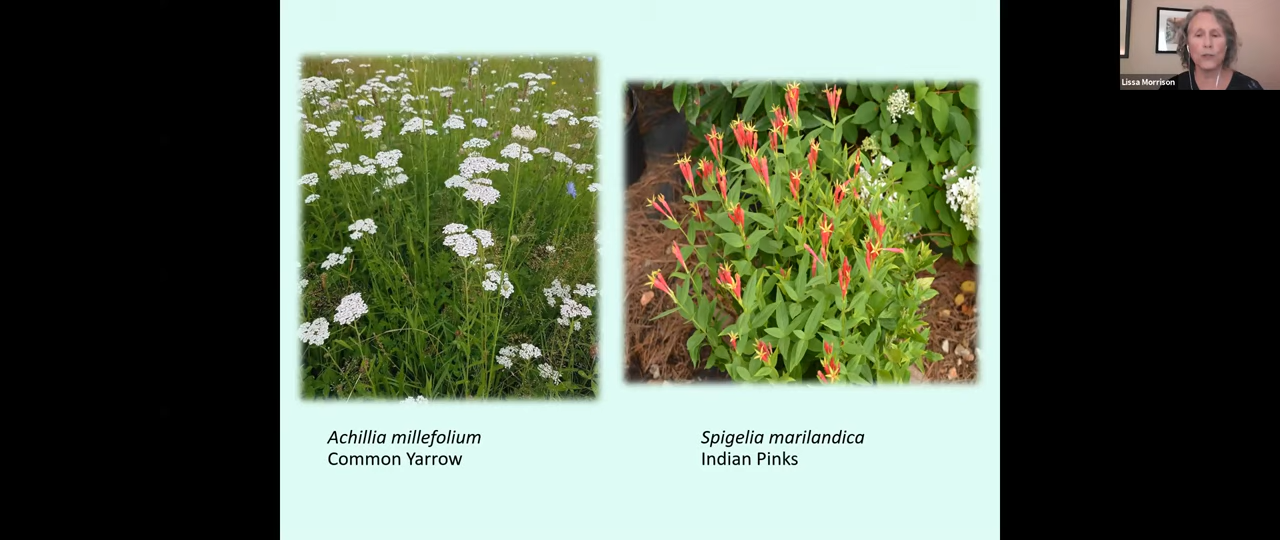 Lissa Morrison
Achillia millefolium
Common Yarrow
Spigelia marilandica
Indian Pinks